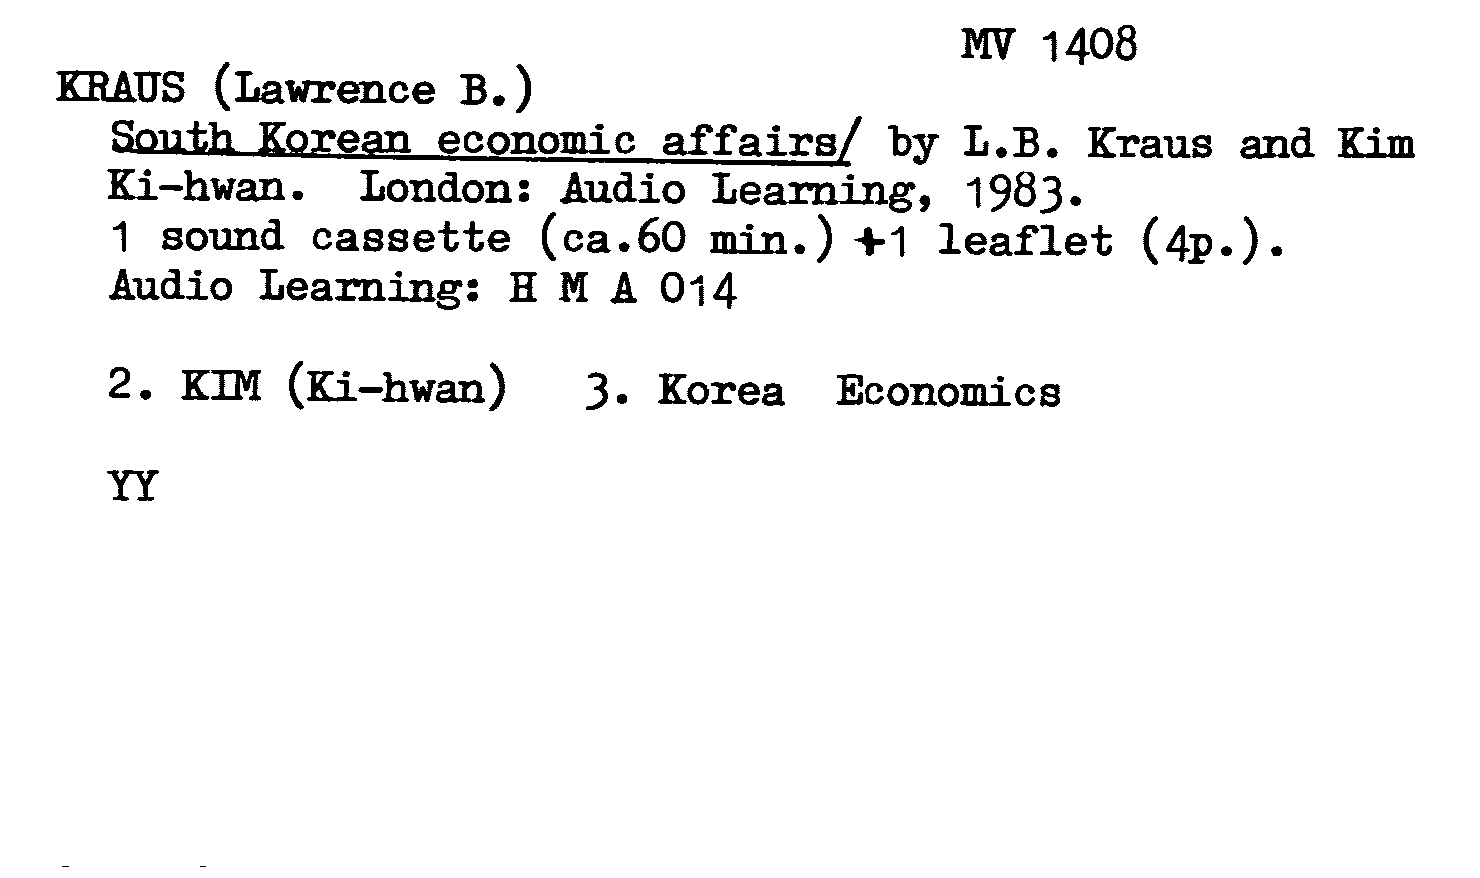 MV 1408
KRAUS (Lawrence B.)
South Korean economic affairs/ by L.B. Kraus and Kim
Ki-hwan. London: Audio Learning, 1983.
1 sound cassette (ca.60 min.) +1 leaflet (4p.).
Audio Learning: H M A 014
2. KIM (Ki-hwan) 3. Korea Economics
YY